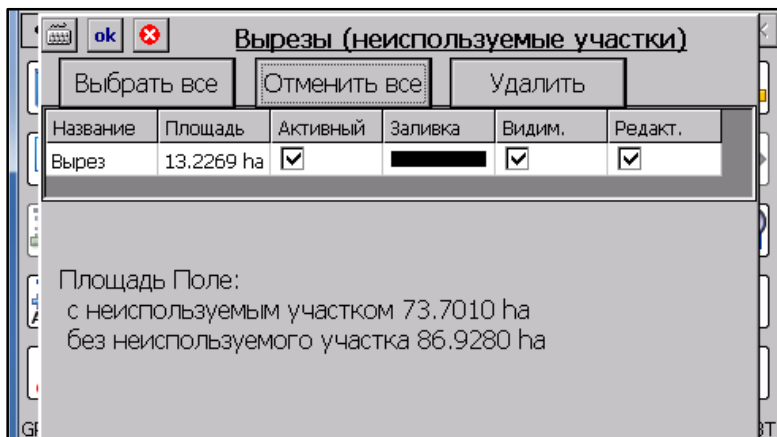 ok
Вырезы (неиспользуемые участки)
Выбрать все Отменить все Удалить
Название Площадь Активный Заливка Видим. Редакт.
Вырез 13.2269 ha
Площадь Поле:
с неиспользуемым участком 73.7010 ha
без неиспользуемого участка 86.9280 ha